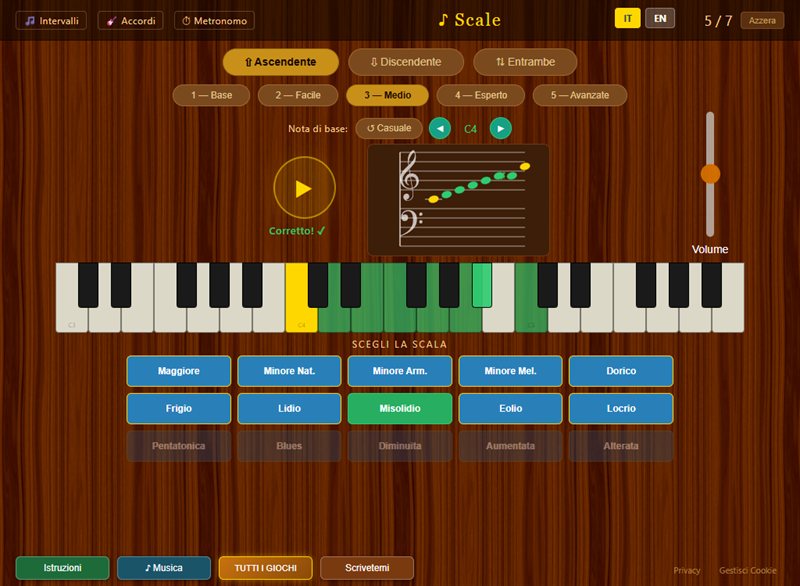 🎵 Intervalli
🎸 Accordi
⏱ Metronomo
♪ Scale
IT
EN
5 / 7
Azzera
⇧ Ascendente
⇩ Discendente
⇅ Entrambe
1 — Base
2 — Facile
3 — Medio
4 — Esperto
5 — Avanzate
Nota di base:
↺ Casuale
◀
C4
▶
Corretto! ✓
Volume
C3
C4
C5
SCEGLI LA SCALA
Maggiore
Minore Nat.
Minore Arm.
Minore Mel.
Dorico
Frigio
Lidio
Misolidio
Eolio
Locrio
Pentatonica
Blues
Diminuita
Aumentata
Alterata
Istruzioni
♪ Musica
TUTTI I GIOCHI
Scrivetemi
Privacy
Gestisci Cookie